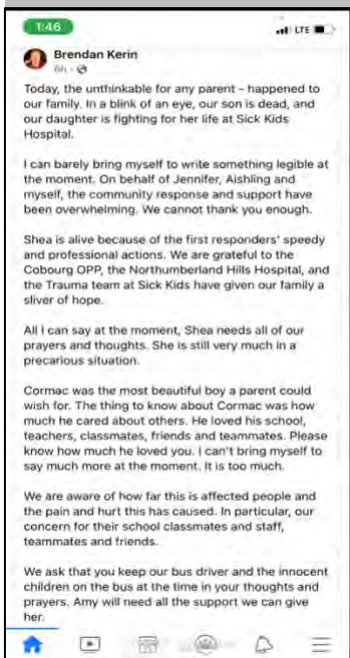 1:46
LTE
Brendan Kerin
6h ·
Today, the unthinkable for any parent – happened to
our family. In a blink of an eye, our son is dead, and
our daughter is fighting for her life at Sick Kids
Hospital.
I can barely bring myself to write something legible at
the moment. On behalf of Jennifer, Aishling and
myself, the community response and support have
been overwhelming. We cannot thank you enough.
Shea is alive because of the first responders' speedy
and professional actions. We are grateful to the
Cobourg OPP, the Northumberland Hills Hospital, and
the Trauma team at Sick Kids have given our family a
sliver of hope.
All I can say at the moment, Shea needs all of our
prayers and thoughts. She is still very much in a
precarious situation.
Cormac was the most beautiful boy a parent could
wish for. The thing to know about Cormac was how
much he cared about others. He loved his school,
teachers, classmates, friends and teammates. Please
know how much he loved you. I can't bring myself to
say much more at the moment. It is too much.
We are aware of how far this is affected people and
the pain and hurt this has caused. In particular, our
concern for their school classmates and staff,
teammates and friends.
We ask that you keep our bus driver and the innocent
children on the bus at the time in your thoughts and
prayers. Amy will need all the support we can give
her.